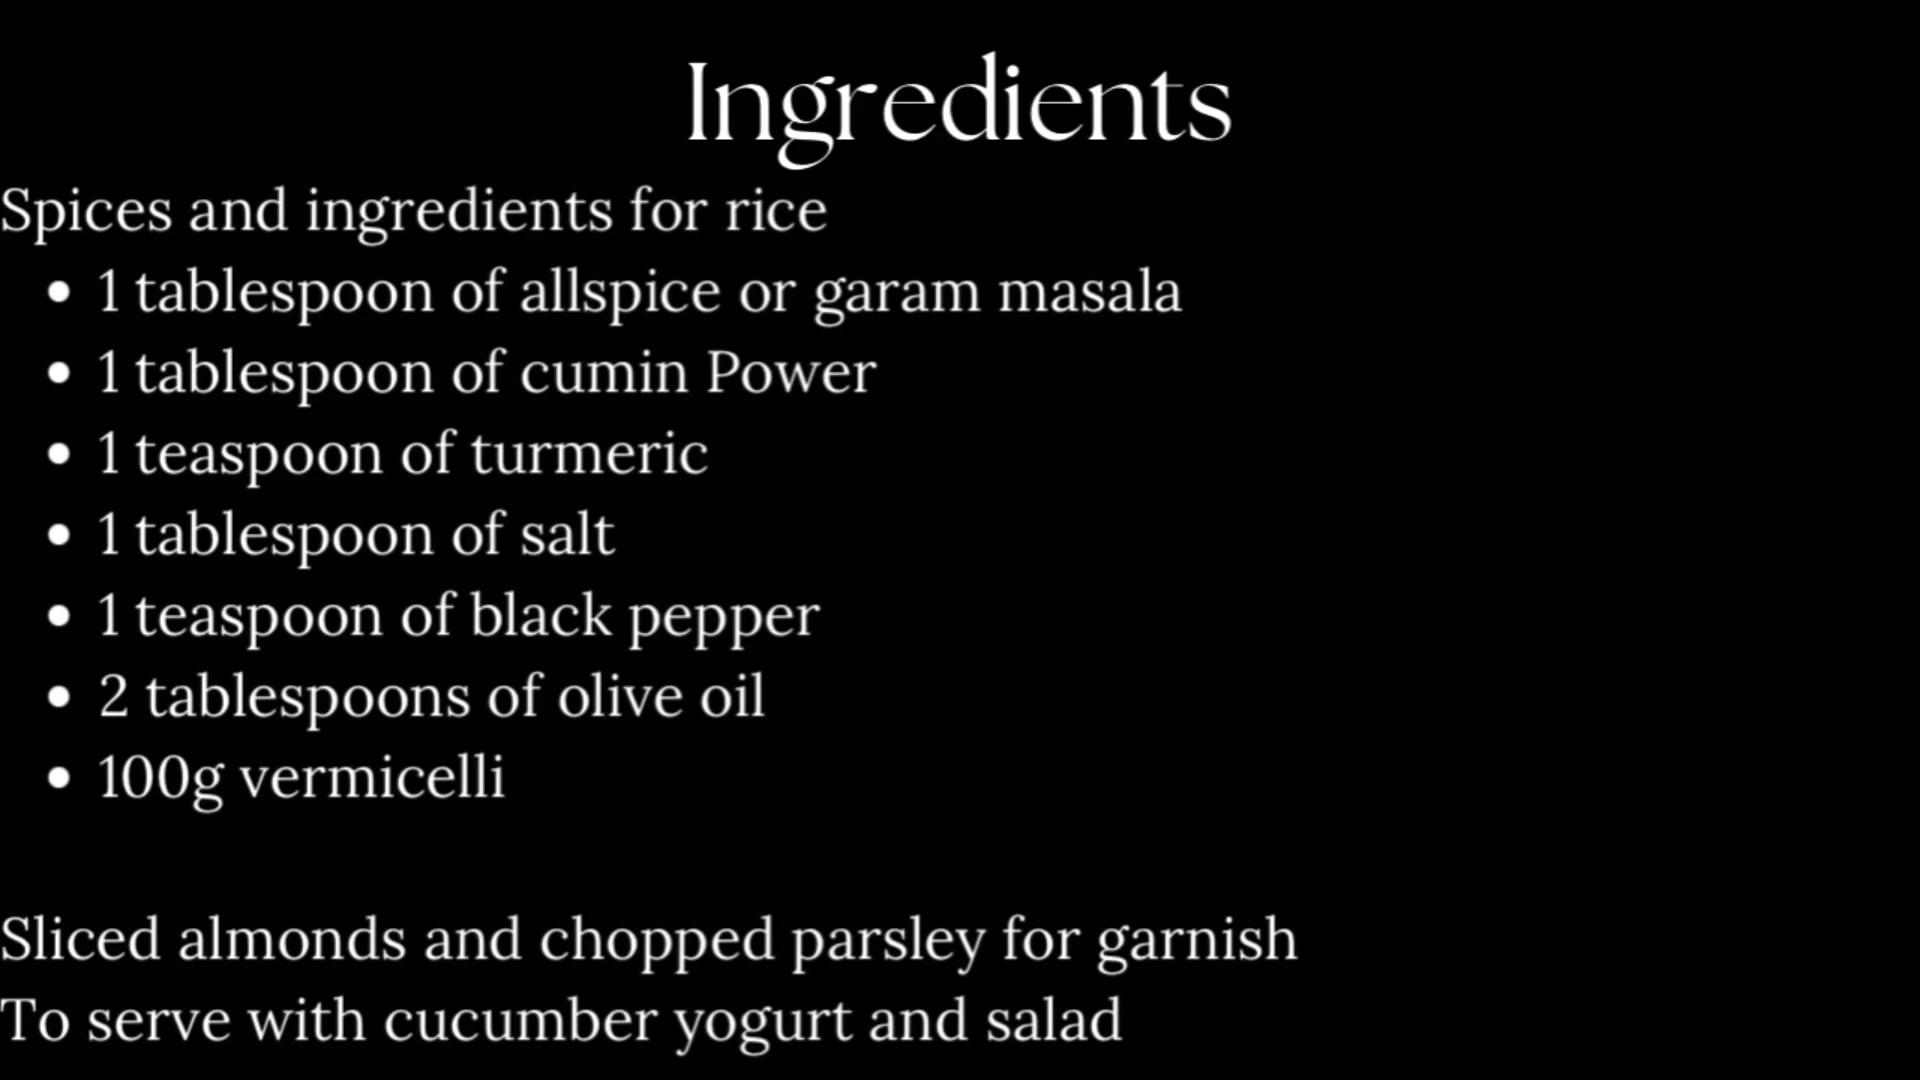 Ingredients
Spices and ingredients for rice
• 1 tablespoon of allspice or garam masala
• 1 tablespoon of cumin Power
• 1 teaspoon of turmeric
• 1 tablespoon of salt
• 1 teaspoon of black pepper
• 2 tablespoons of olive oil
• 100g vermicelli
Sliced almonds and chopped parsley for garnish
To serve with cucumber yogurt and salad